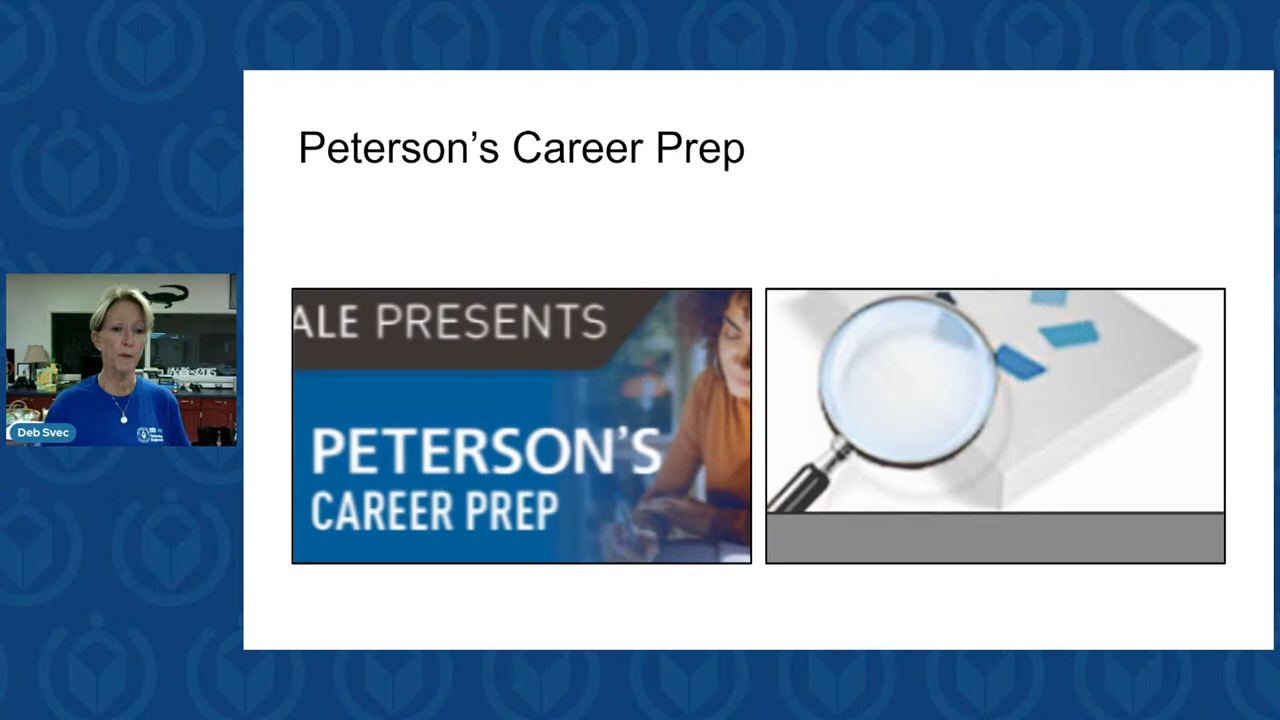 Peterson's Career Prep
ALE PRESENTS
PETERSON'S
CAREER PREP
Deb Svec